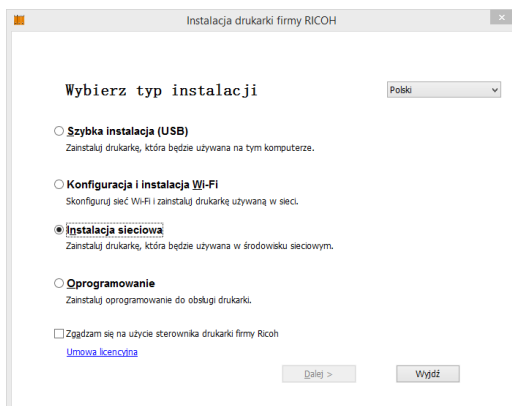 Instalacja drukarki firmy RICOH
Wybierz typ instalacji
Polski
Szybka instalacja (USB)
Zainstaluj drukarkę, która będzie używana na tym komputerze.
Konfiguracja i instalacja Wi-Fi
Skonfiguruj sieć Wi-Fi i zainstaluj drukarkę używaną w sieci.
Instalacja sieciowa
Zainstaluj drukarkę, która będzie używana w środowisku sieciowym.
Oprogramowanie
Zainstaluj oprogramowanie do obsługi drukarki.
Zgadzam się na użycie sterownika drukarki firmy Ricoh
Umowa licencyjna
Dalej >
Wyjdź